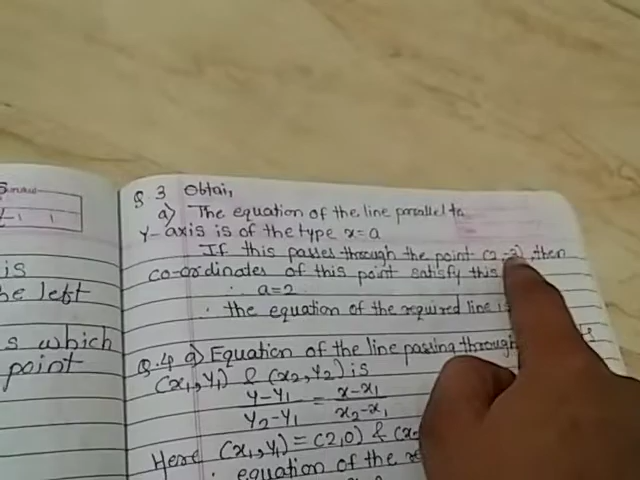 is
s which
point
Q 3 Obtain,
a) The equation of the line parallel to
Y-axis is of the type x=a
If this passes through the point (2,-3), then
co-ordinates of this point satisfy this
∴ a=2
∴ the equation of the required line is
Q.4 a) Equation of the line passing through
(x₁,y₁) & (x₂,y₂) is
y-y₁ / y₂-y₁ = x-x₁ / x₂-x₁
Here (x₁,y₁)=(2,0) & (x
∴ equation of the